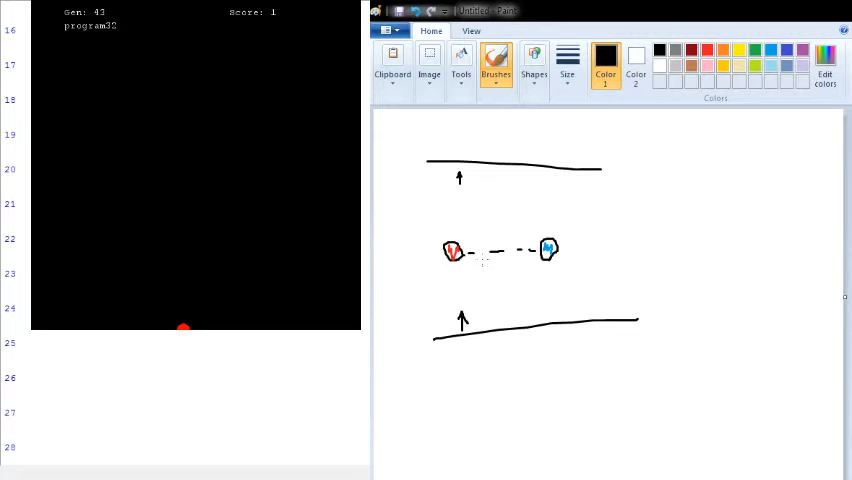 Gen: 43 Score: 1
program32
16
17
18
19
20
21
22
23
24
25
26
27
28
Untitled - Paint
Home View
Clipboard Image Tools Brushes Shapes Size Color 1 Color 2 Edit colors
Colors
V M